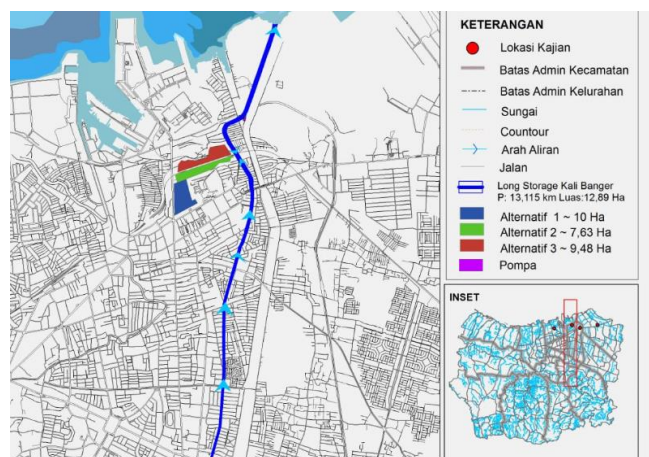 KETERANGAN
Lokasi Kajian
Batas Admin Kecamatan
Batas Admin Kelurahan
Sungai
Countour
Arah Aliran
Jalan
Long Storage Kali Banger
P: 13,115 km Luas:12,89 Ha
Alternatif 1 ~ 10 Ha
Alternatif 2 ~ 7,63 Ha
Alternatif 3 ~ 9,48 Ha
Pompa
INSET